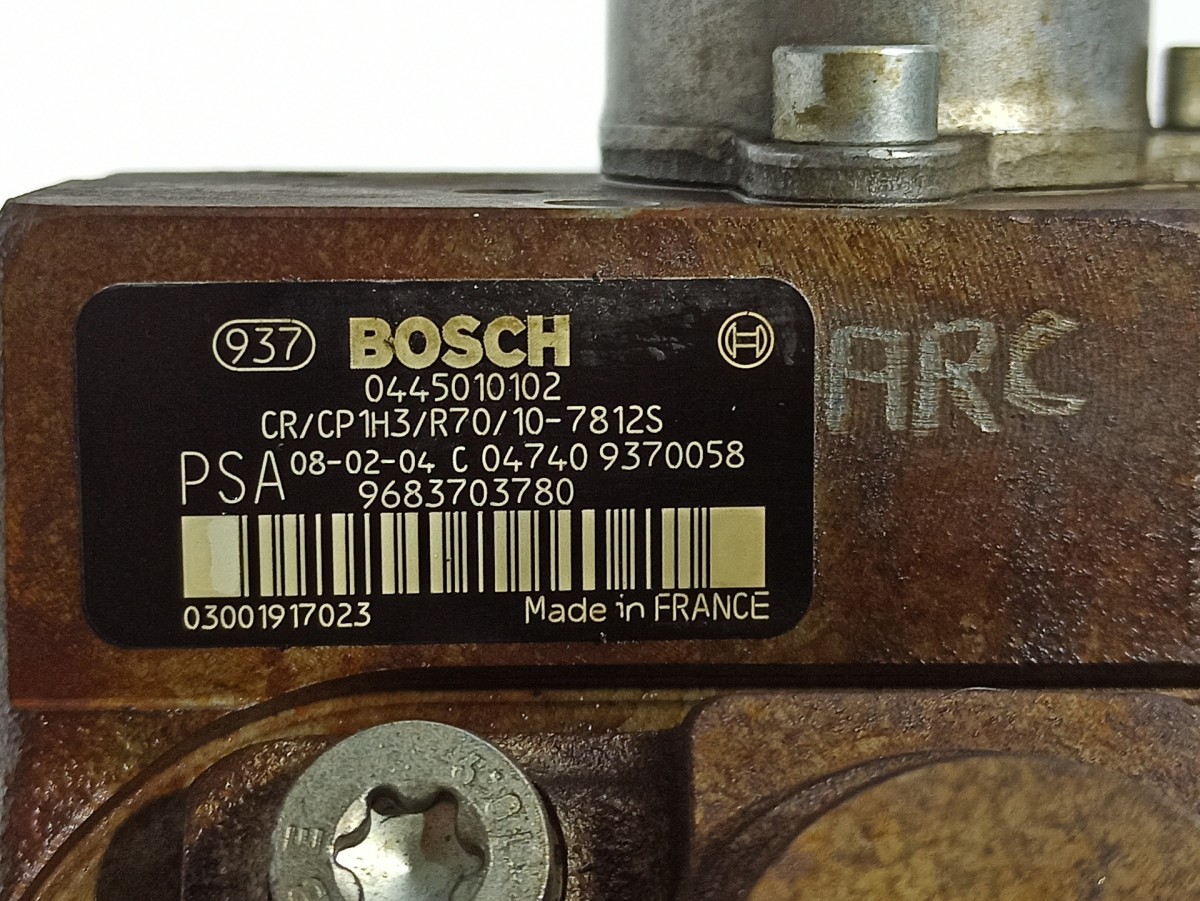 937 BOSCH
0445010102
CR/CP1H3/R70/10-7812S
PSA 08-02-04 C 04740 9370058
9683703780
03001917023 Made in FRANCE
ARC